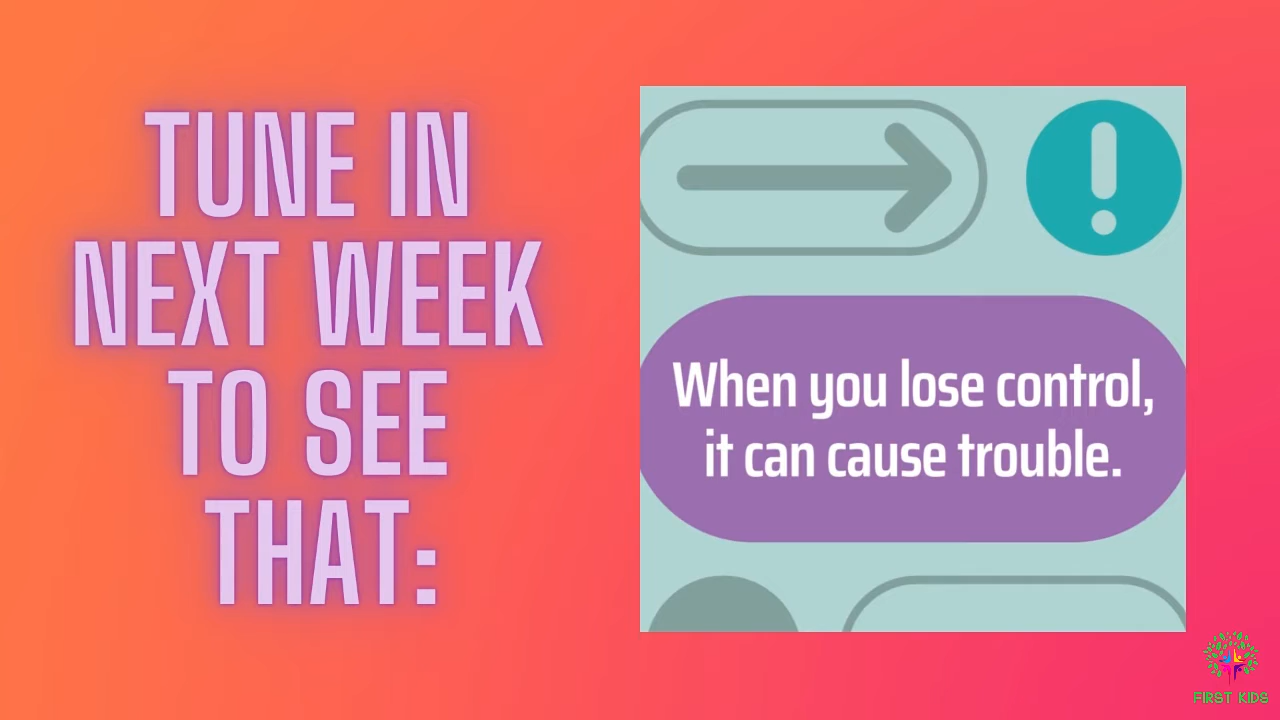 TUNE IN
NEXT WEEK
TO SEE
THAT:
When you lose control,
it can cause trouble.
FIRST KIDS